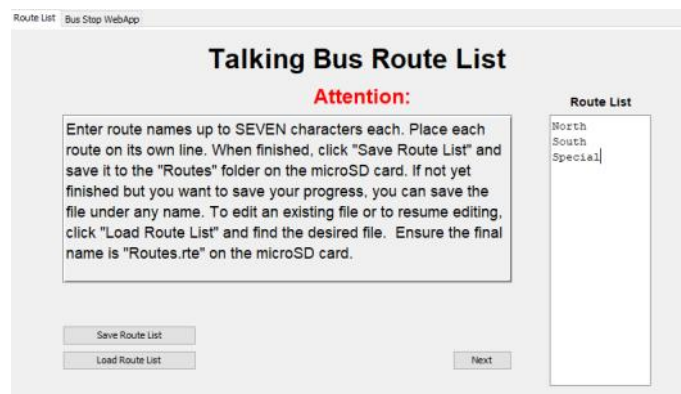 Route List Bus Stop WebApp
Talking Bus Route List
Attention:
Enter route names up to SEVEN characters each. Place each
route on its own line. When finished, click "Save Route List" and
save it to the "Routes" folder on the microSD card. If not yet
finished but you want to save your progress, you can save the
file under any name. To edit an existing file or to resume editing,
click "Load Route List" and find the desired file.  Ensure the final
name is "Routes.rte" on the microSD card.
Save Route List
Load Route List
Next
Route List
North
South
Special